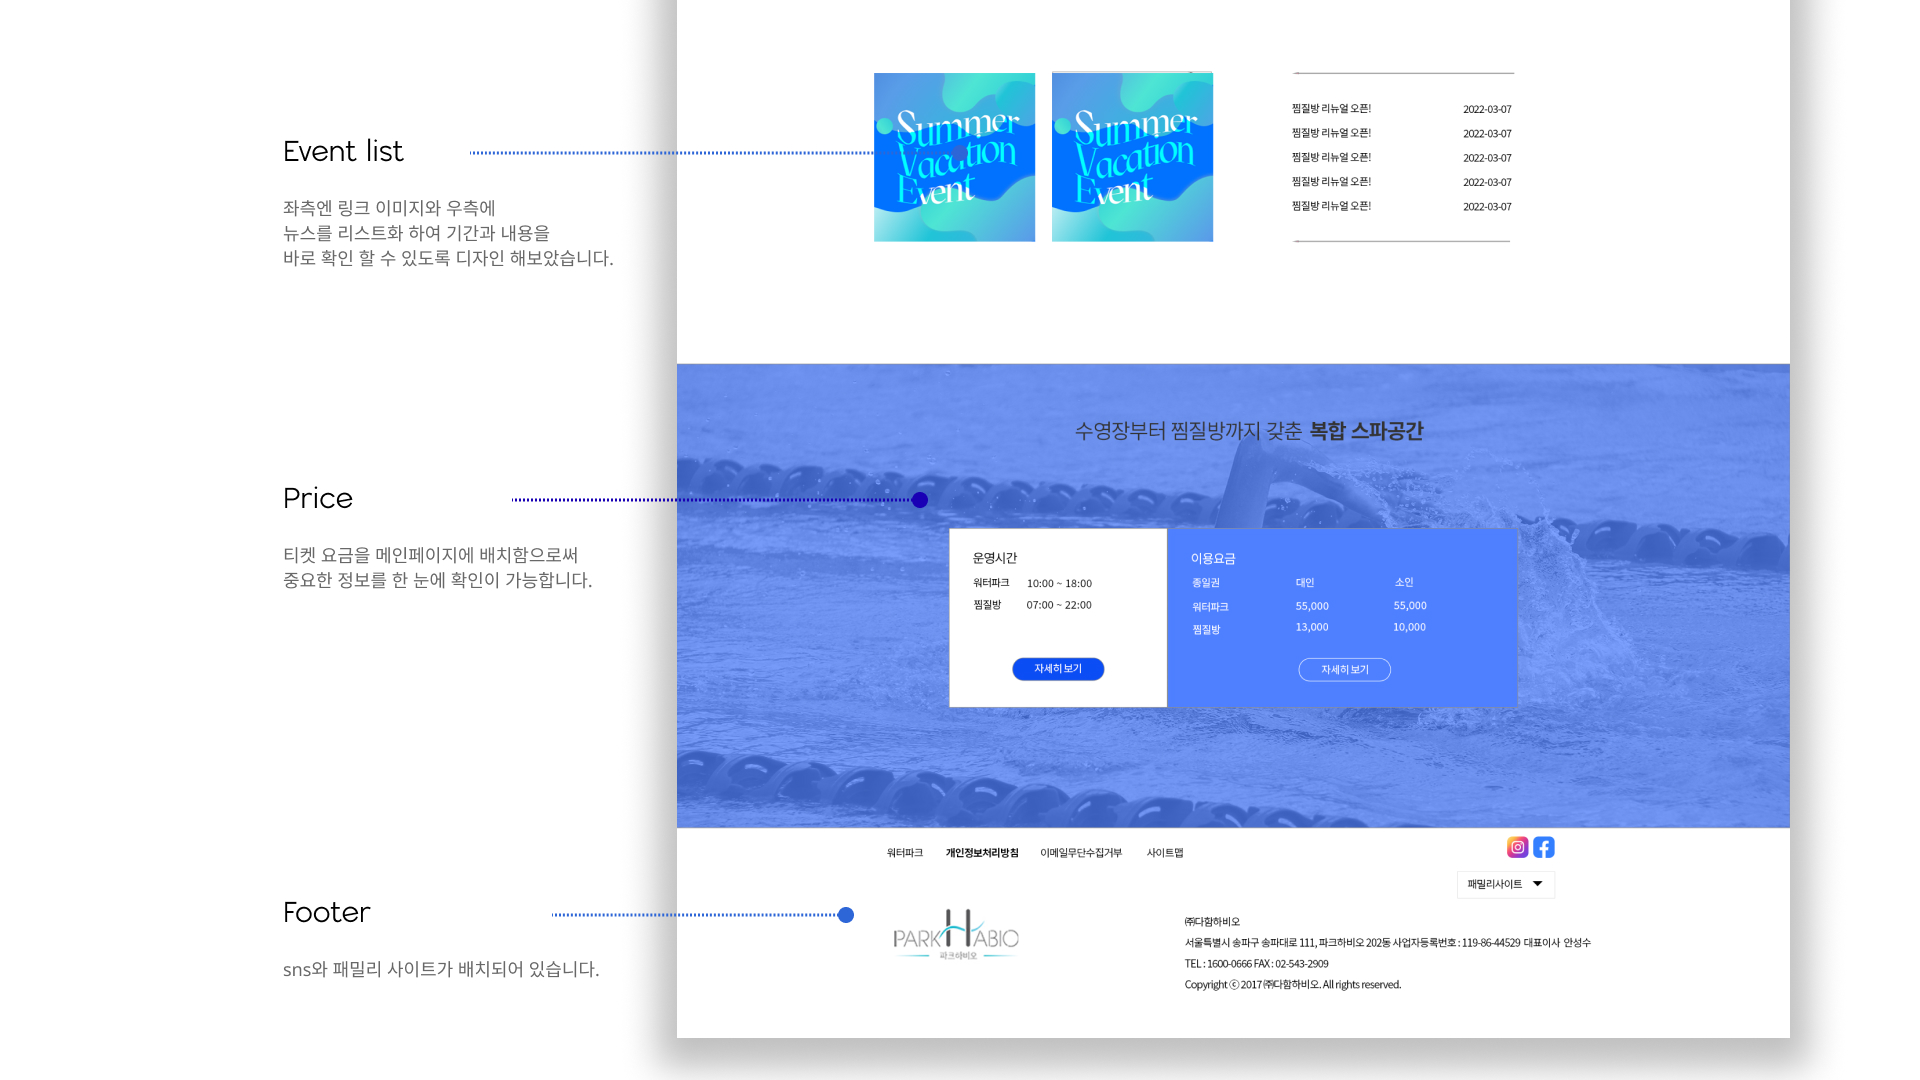 Event list
좌측엔 링크 이미지와 우측에
뉴스를 리스트화 하여 기간과 내용을
바로 확인 할 수 있도록 디자인 해보았습니다.
Summer
Vacation
Event
Summer
Vacation
Event
찜질방 리뉴얼 오픈! 2022-03-07
찜질방 리뉴얼 오픈! 2022-03-07
찜질방 리뉴얼 오픈! 2022-03-07
찜질방 리뉴얼 오픈! 2022-03-07
찜질방 리뉴얼 오픈! 2022-03-07
Price
티켓 요금을 메인페이지에 배치함으로써
중요한 정보를 한 눈에 확인이 가능합니다.
수영장부터 찜질방까지 갖춘 복합 스파공간
운영시간
워터파크 10:00 ~ 18:00
찜질방 07:00 ~ 22:00
자세히 보기
이용요금
종일권 대인 소인
워터파크 55,000 55,000
찜질방 13,000 10,000
자세히 보기
Footer
sns와 패밀리 사이트가 배치되어 있습니다.
워터파크 개인정보처리방침 이메일무단수집거부 사이트맵
패밀리사이트
PARK HABIO
파크하비오
㈜다함하비오
서울특별시 송파구 송파대로 111, 파크하비오 202동 사업자등록번호 : 119-86-44529 대표이사 안성수
TEL : 1600-0666 FAX : 02-543-2909
Copyright ⓒ 2017 ㈜다함하비오. All rights reserved.